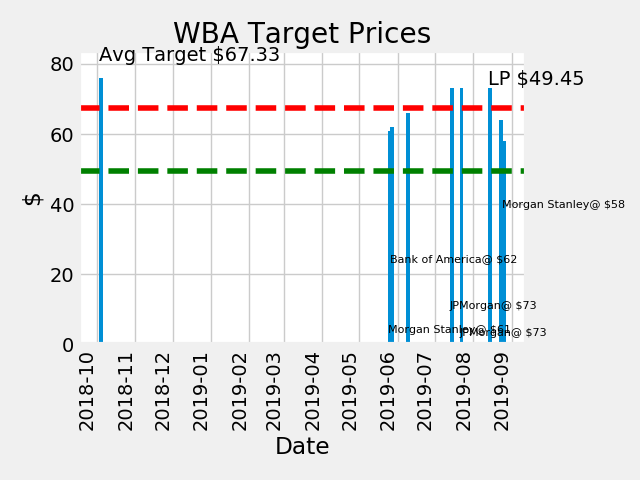 WBA Target Prices
Avg Target $67.33
LP $49.45
80
60
40
20
0
$
Morgan Stanley@ $58
Bank of America@ $62
JPMorgan@ $73
Morgan Stanley@ $61
JPMorgan@ $73
2018-10
2018-11
2018-12
2019-01
2019-02
2019-03
2019-04
2019-05
2019-06
2019-07
2019-08
2019-09
Date